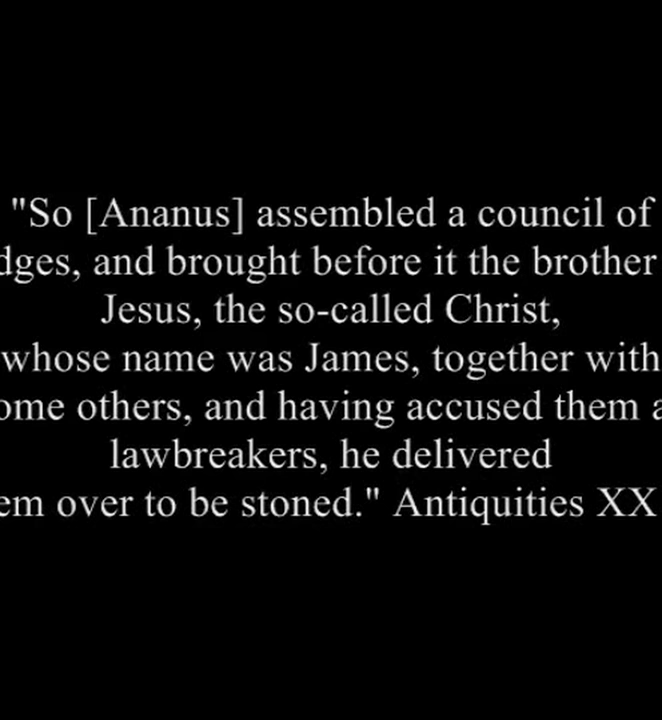 "So [Ananus] assembled a council of
dges, and brought before it the brother
Jesus, the so-called Christ,
whose name was James, together with
ome others, and having accused them a
lawbreakers, he delivered
em over to be stoned." Antiquities XX